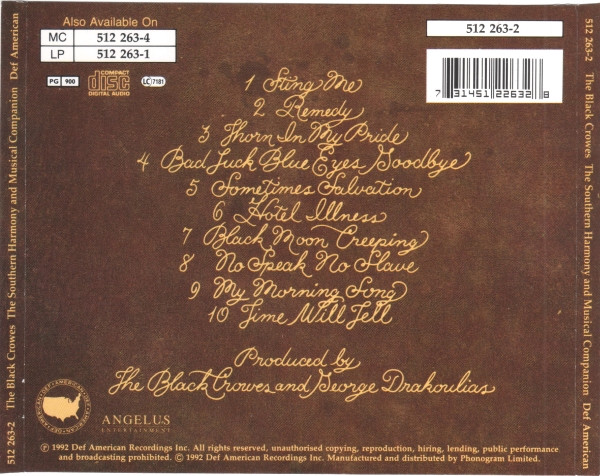 Also Available On
MC 512 263-4
LP 512 263-1
PG 900
COMPACT
disc
DIGITAL AUDIO
LC 7181
512 263-2
7 31451 22632 8
1 Sting Me
2 Remedy
3 Thorn In My Pride
4 Bad Luck Blue Eyes Goodbye
5 Sometimes Salvation
6 Hotel Illness
7 Black Moon Creeping
8 No Speak No Slave
9 My Morning Song
10 Time Will Tell
Produced by
The Black Crowes and George Drakoulias
DEF AMERICAN
ANGELUS
ENTERTAINMENT
℗ 1992 Def American Recordings Inc. All rights reserved, unauthorised copying, reproduction, hiring, lending, public performance
and broadcasting prohibited. © 1992 Def American Recordings Inc. Manufactured and distributed by Phonogram Limited.
512 263-2 The Black Crowes The Southern Harmony and Musical Companion Def American
512 263-2 The Black Crowes The Southern Harmony and Musical Companion Def American